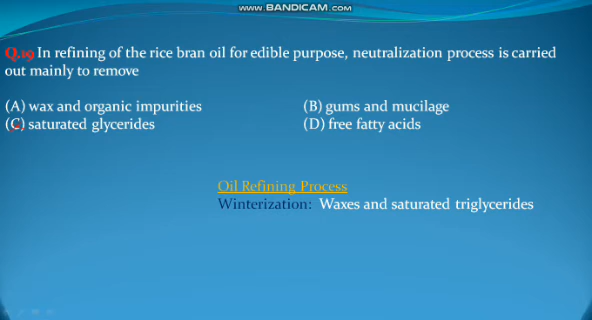 WWW.BANDICAM.COM
Q.19 In refining of the rice bran oil for edible purpose, neutralization process is carried
out mainly to remove
(A) wax and organic impurities (B) gums and mucilage
(C) saturated glycerides (D) free fatty acids
Oil Refining Process
Winterization: Waxes and saturated triglycerides